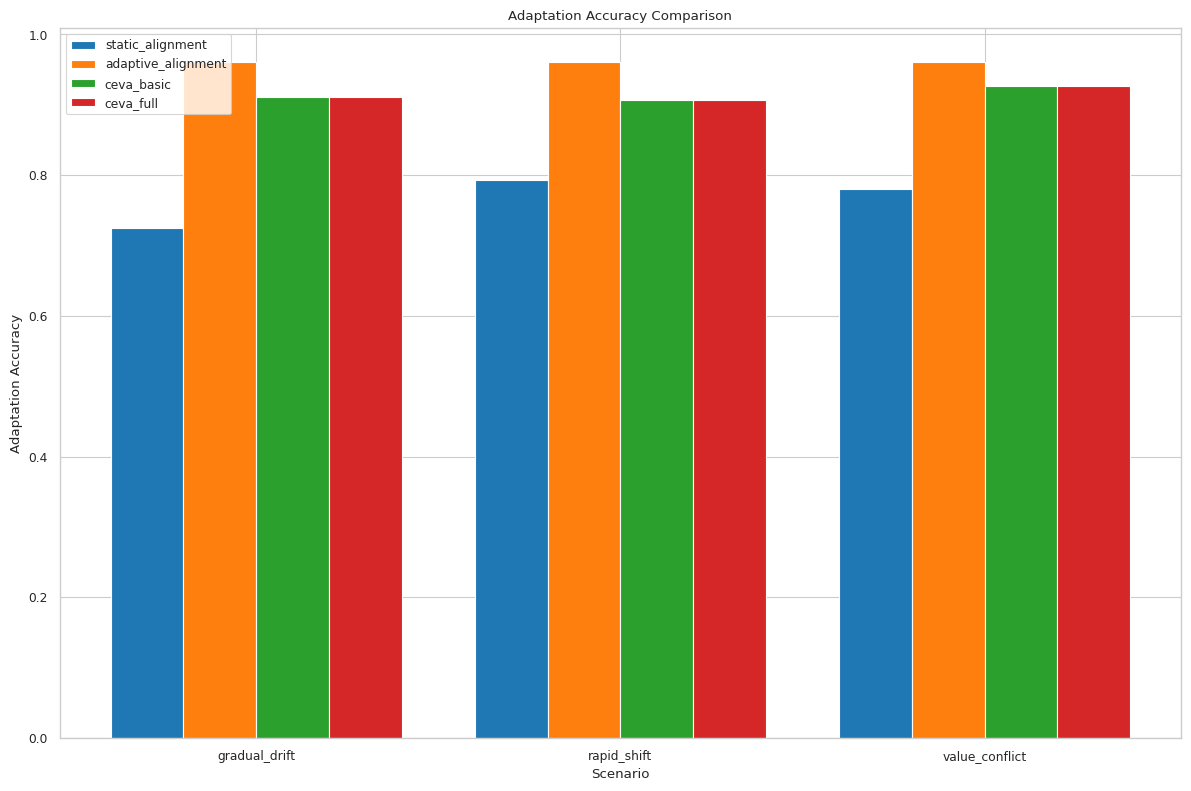 Adaptation Accuracy Comparison
static_alignment
adaptive_alignment
ceva_basic
ceva_full
Adaptation Accuracy
1.0
0.8
0.6
0.4
0.2
0.0
gradual_drift
rapid_shift
value_conflict
Scenario